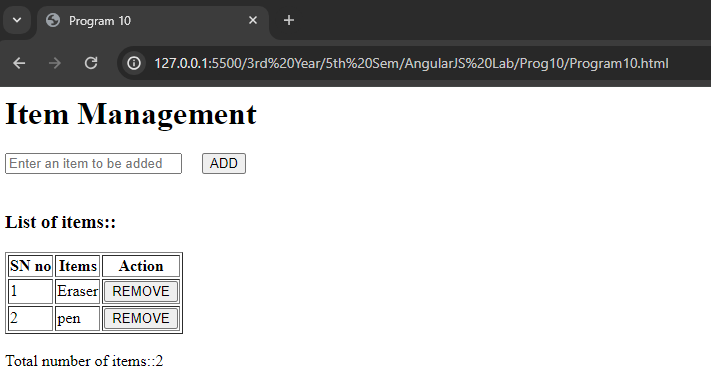 Program 10
127.0.0.1:5500/3rd%20Year/5th%20Sem/AngularJS%20Lab/Prog10/Program10.html
Item Management
Enter an item to be added ADD
List of items::
SN no Items Action
1 Eraser REMOVE
2 pen REMOVE
Total number of items::2